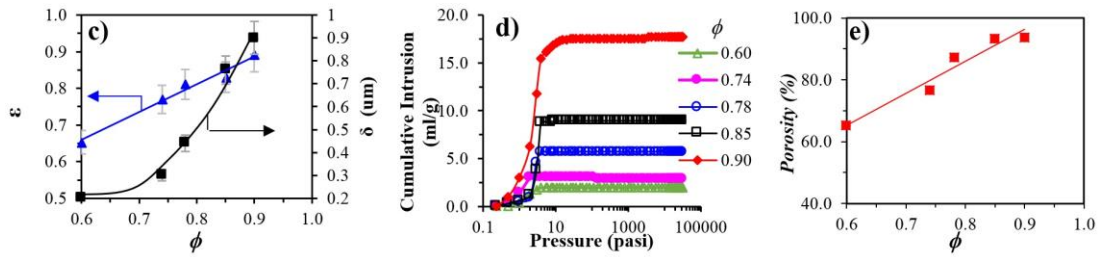 c)
1.0
0.9
0.8
0.7
0.6
0.5
ε
1
0.9
0.8
0.7
0.6
0.5
0.4
0.3
0.2
δ (um)
0.6 0.7 0.8 0.9 1.0
ϕ
d)
Cumulative Intrusion
(ml/g)
20.0
15.0
10.0
5.0
0.0
0.1 10 1000 100000
Pressure (pasi)
ϕ
0.60
0.74
0.78
0.85
0.90
e)
Porosity (%)
100.0
80.0
60.0
40.0
0.6 0.7 0.8 0.9 1.0
ϕ